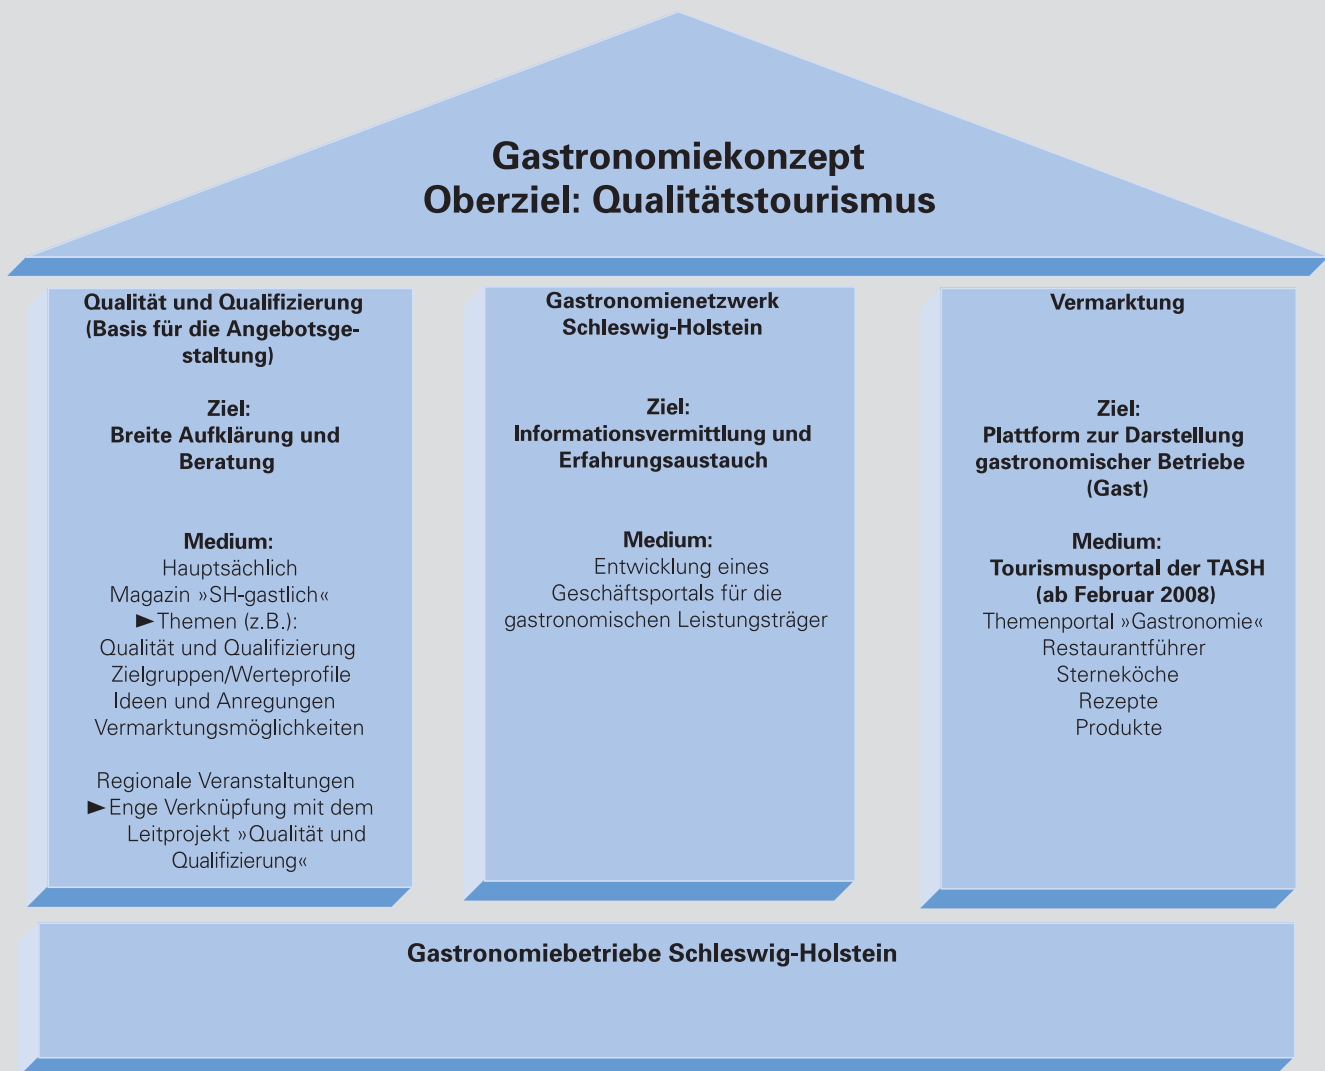 Gastronomiekonzept
Oberziel: Qualitätstourismus
Qualität und Qualifizierung
(Basis für die Angebotsge-
staltung)
Ziel:
Breite Aufklärung und
Beratung
Medium:
Hauptsächlich
Magazin »SH-gastlich«
►Themen (z.B.):
Qualität und Qualifizierung
Zielgruppen/Werteprofile
Ideen und Anregungen
Vermarktungsmöglichkeiten
Regionale Veranstaltungen
►Enge Verknüpfung mit dem
Leitprojekt »Qualität und
Qualifizierung«
Gastronomienetzwerk
Schleswig-Holstein
Ziel:
Informationsvermittlung und
Erfahrungsaustauch
Medium:
Entwicklung eines
Geschäftsportals für die
gastronomischen Leistungsträger
Vermarktung
Ziel:
Plattform zur Darstellung
gastronomischer Betriebe
(Gast)
Medium:
Tourismusportal der TASH
(ab Februar 2008)
Themenportal »Gastronomie«
Restaurantführer
Sterneköche
Rezepte
Produkte
Gastronomiebetriebe Schleswig-Holstein